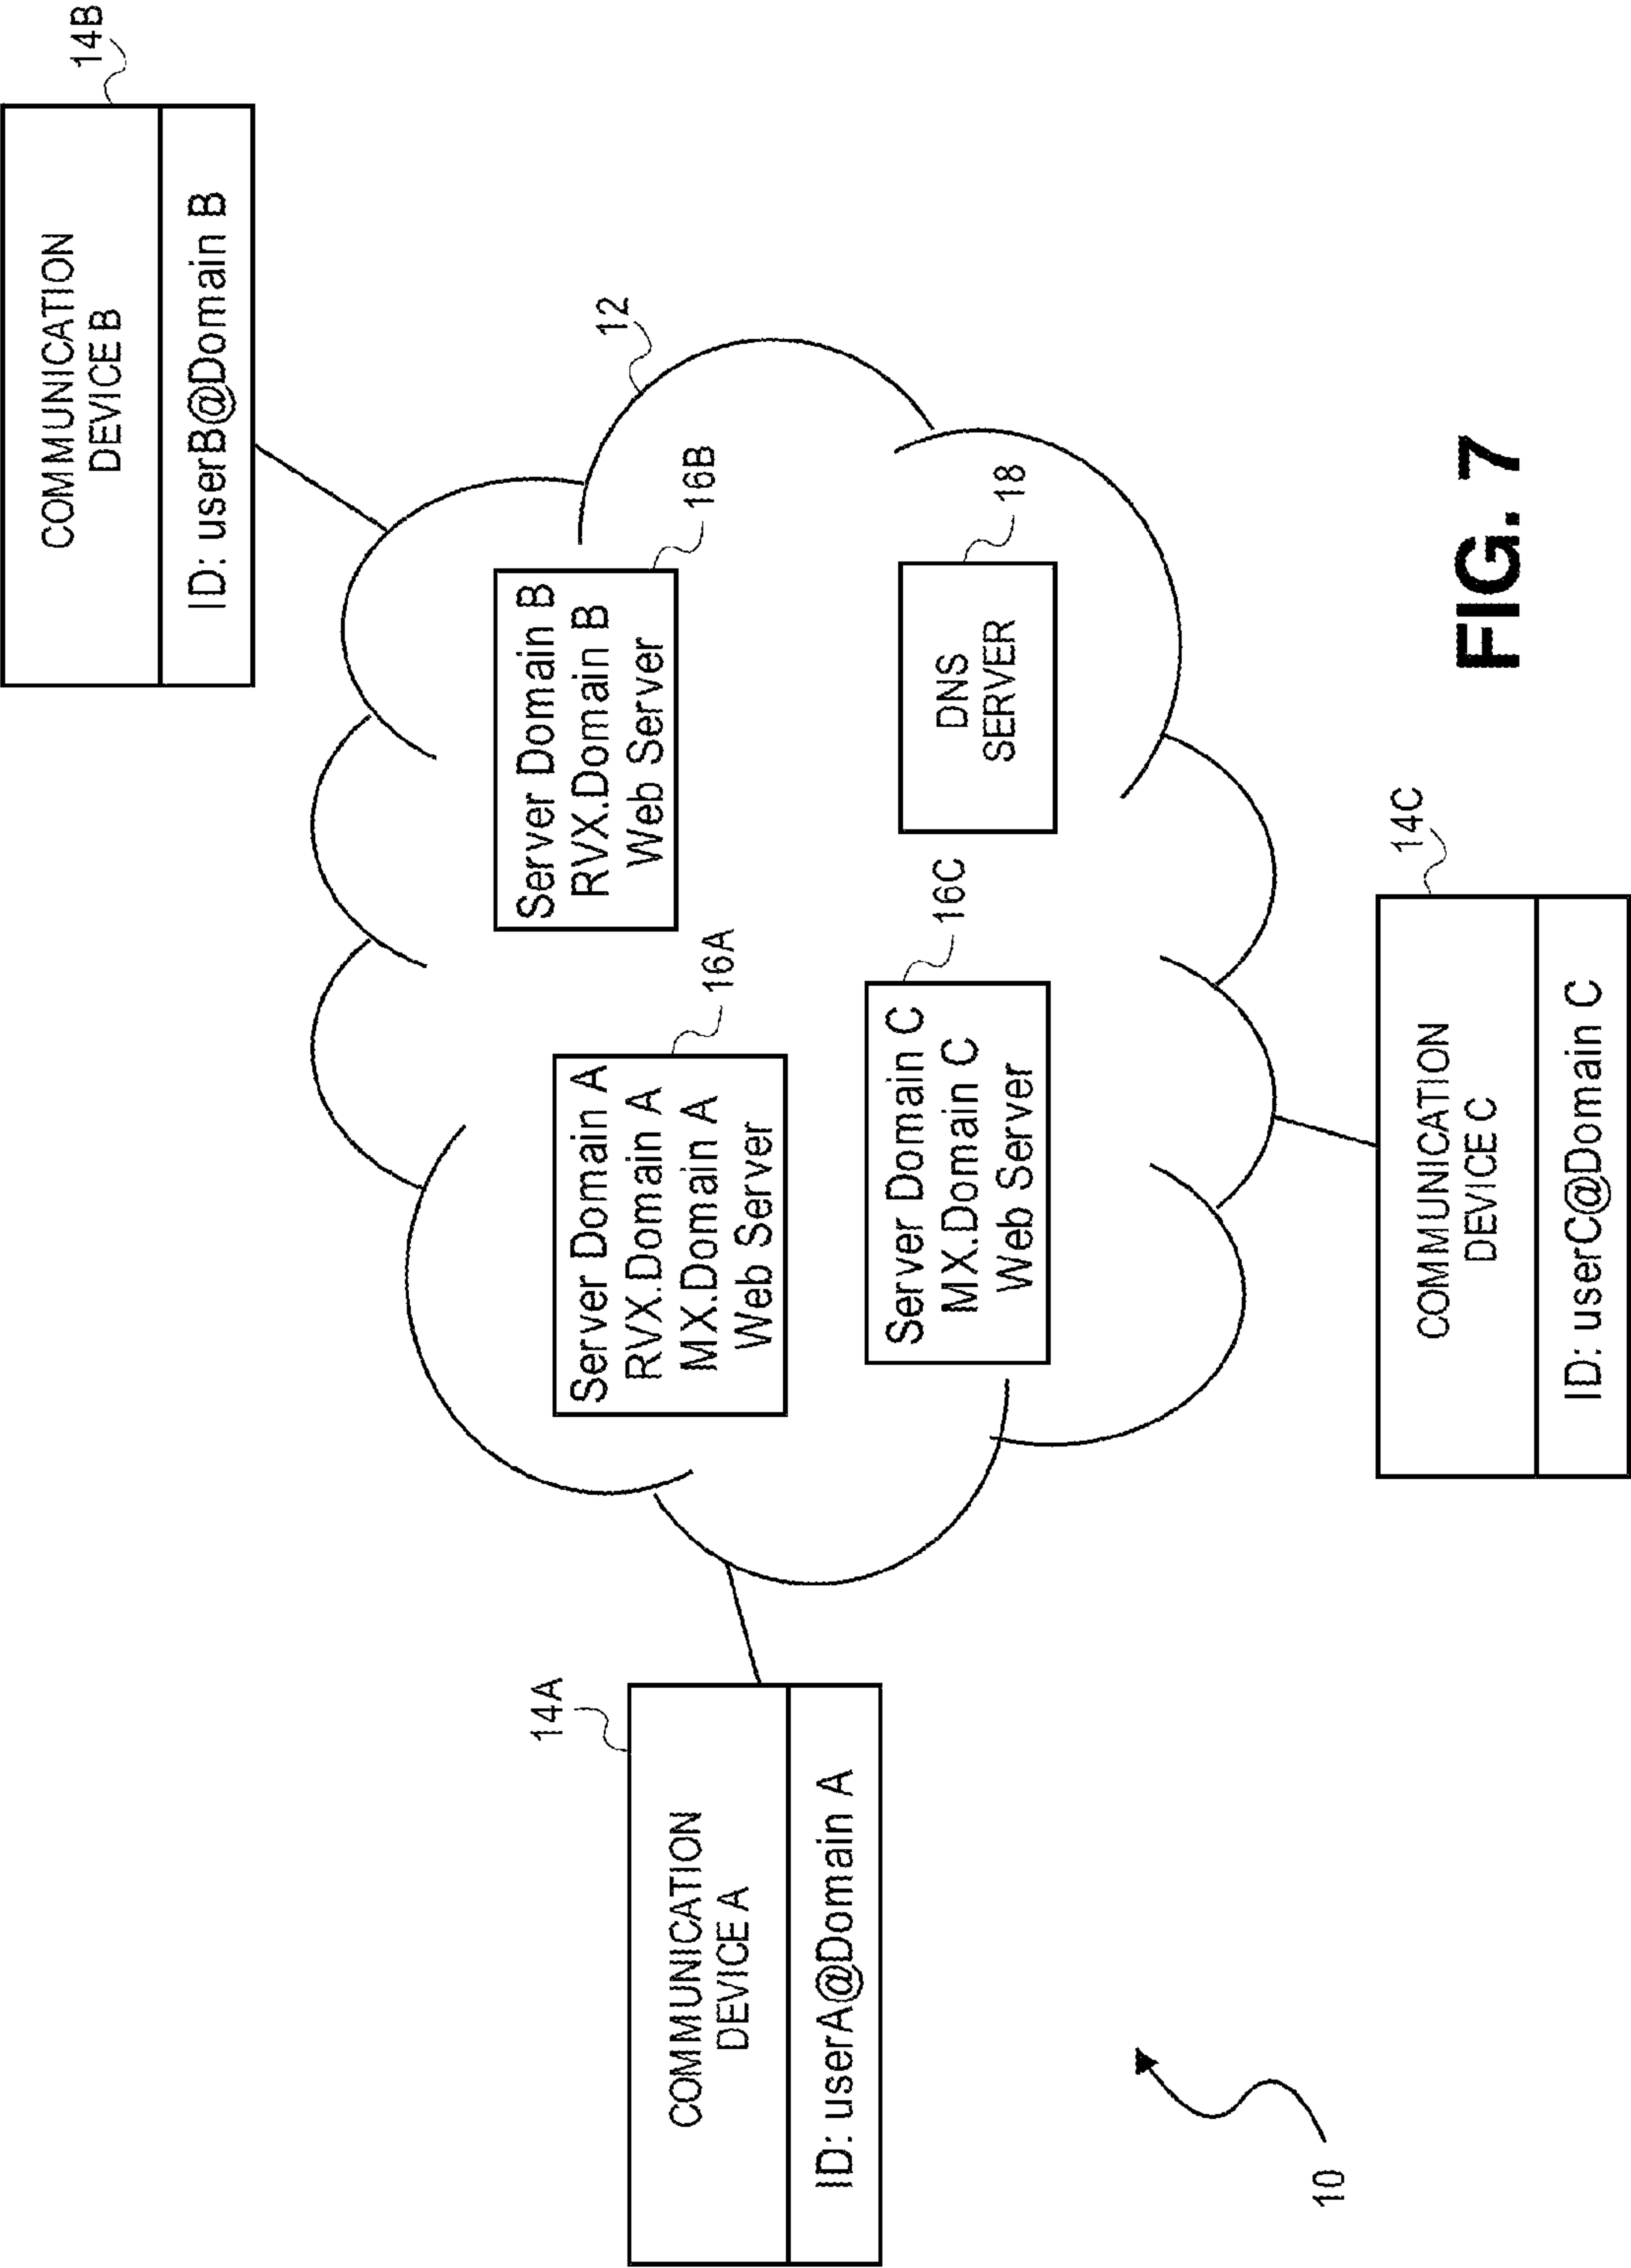 14B
COMMUNICATION
DEVICE B
ID: userB@Domain B
12
16B
Server Domain B
RVX.Domain B
Web Server
16A
Server Domain A
RVX.Domain A
MX.Domain A
Web Server
18
DNS
SERVER
16C
Server Domain C
MX.Domain C
Web Server
14A
COMMUNICATION
DEVICE A
ID: userA@Domain A
14C
COMMUNICATION
DEVICE C
ID: userC@Domain C
10
FIG. 7